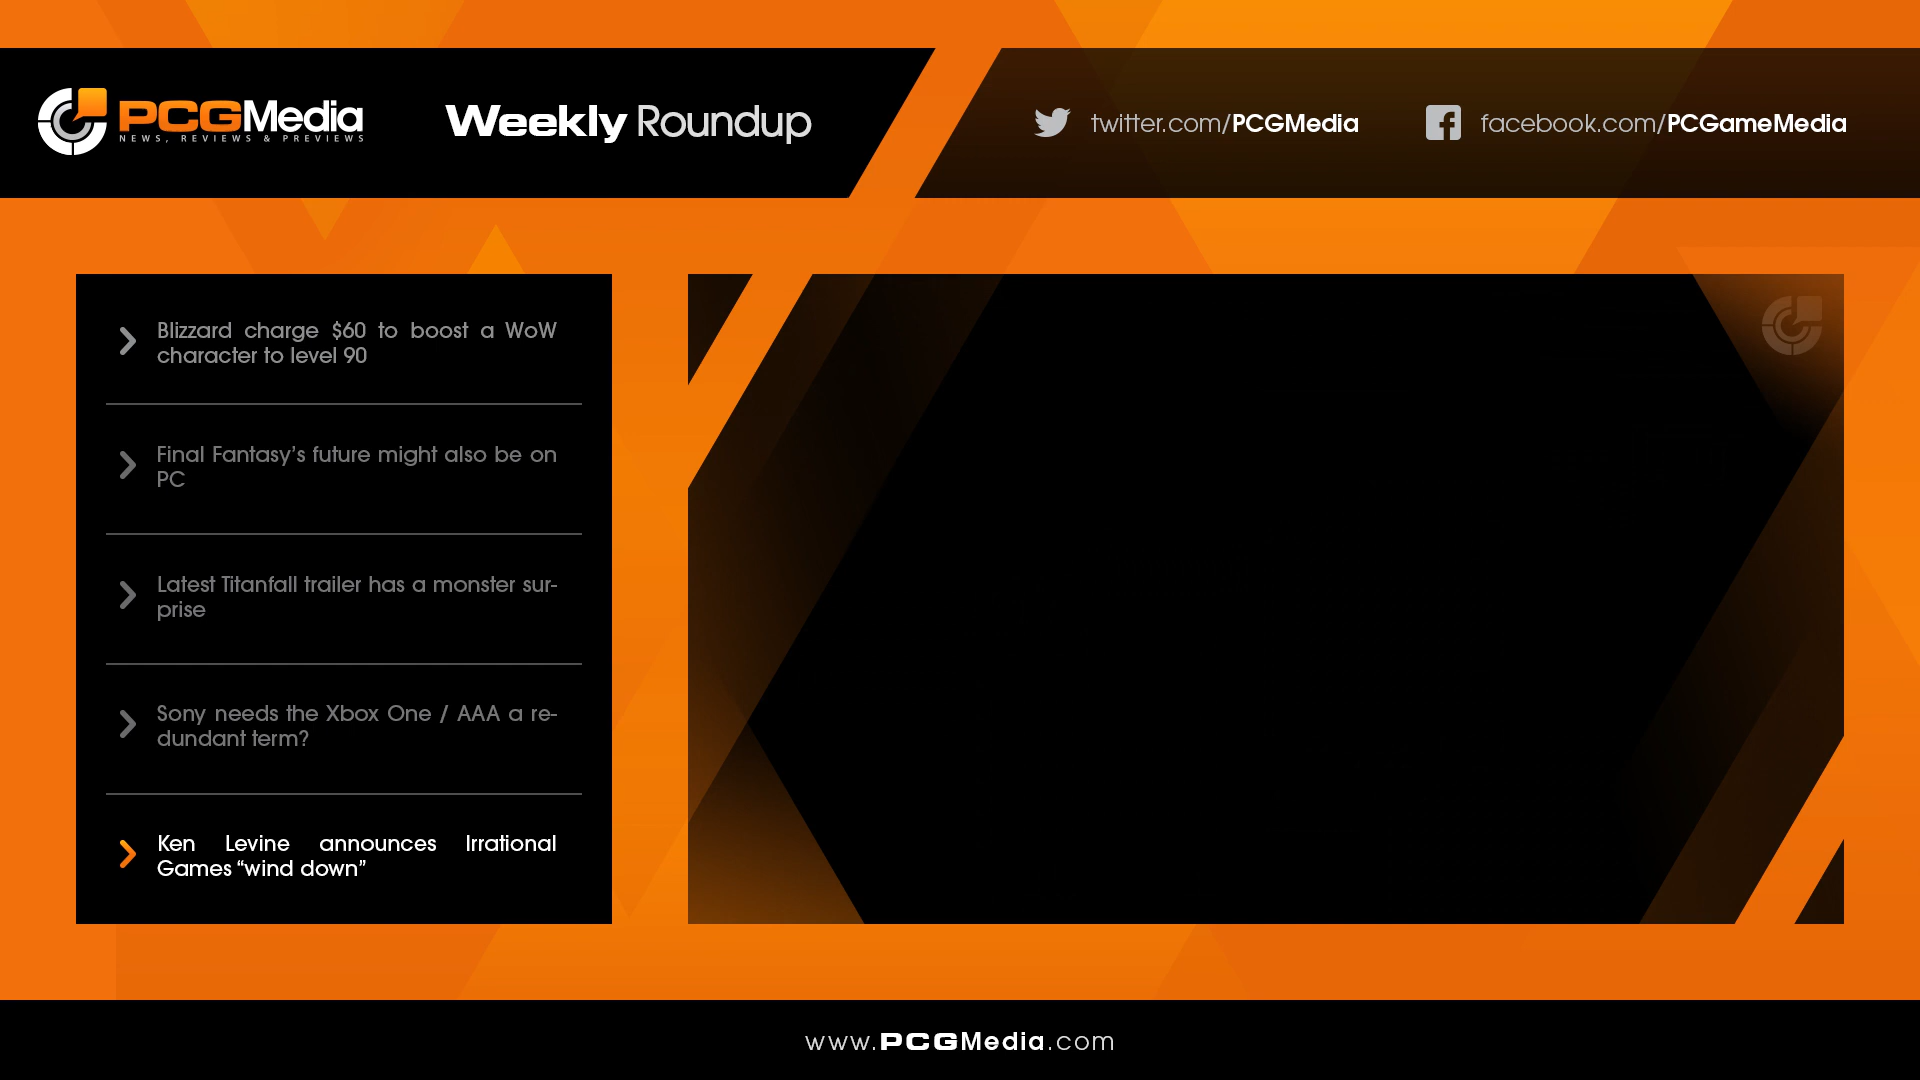 PCGMedia
NEWS, REVIEWS & PREVIEWS
Weekly Roundup
twitter.com/PCGMedia
facebook.com/PCGameMedia
Blizzard charge $60 to boost a WoW
character to level 90
Final Fantasy’s future might also be on
PC
Latest Titanfall trailer has a monster sur-
prise
Sony needs the Xbox One / AAA a re-
dundant term?
Ken Levine announces Irrational
Games “wind down”
www.PCGMedia.com